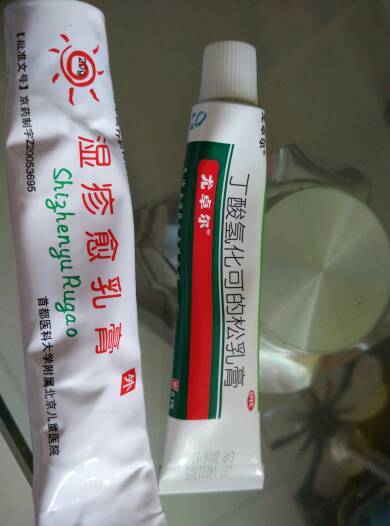 20g
湿疹愈乳膏
外
Shizhenyu Rugao
【批准文号】京药制字Z20053695
首都医科大学附属北京儿童医院
尤卓尔®
丁酸氢化可的松乳膏
OTC